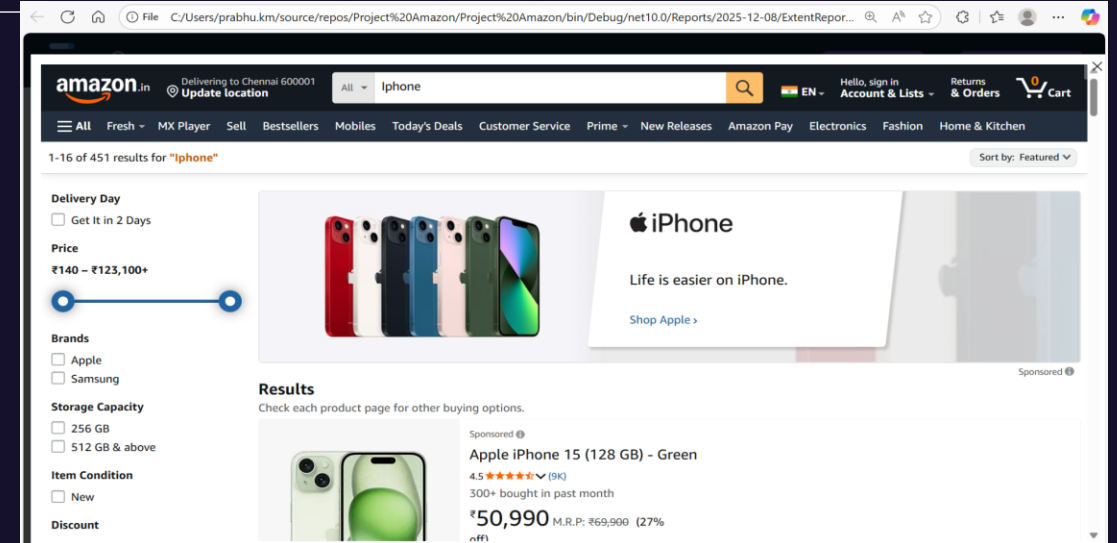 File C:/Users/prabhu.km/source/repos/Project%20Amazon/Project%20Amazon/bin/Debug/net10.0/Reports/2025-12-08/ExtentRepor...
amazon.in
Delivering to Chennai 600001
Update location
All
Iphone
EN
Hello, sign in
Account & Lists
Returns
& Orders
0
Cart
All Fresh MX Player Sell Bestsellers Mobiles Today's Deals Customer Service Prime New Releases Amazon Pay Electronics Fashion Home & Kitchen
1-16 of 451 results for "Iphone"
Sort by: Featured
Delivery Day
Get It in 2 Days
Price
₹140 – ₹123,100+
Brands
Apple
Samsung
Storage Capacity
256 GB
512 GB & above
Item Condition
New
Discount
iPhone
Life is easier on iPhone.
Shop Apple ›
Sponsored
Results
Check each product page for other buying options.
Sponsored
Apple iPhone 15 (128 GB) - Green
4.5 (9K)
300+ bought in past month
₹50,990 M.R.P: ₹69,900 (27%
off)